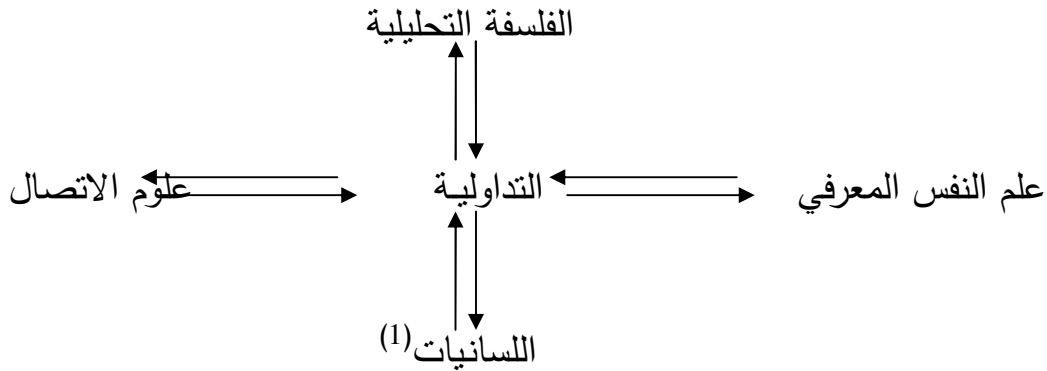 الفلسفة التحليلية
علم النفس المعرفي التداولية علوم الاتصال
اللسانيات(1)